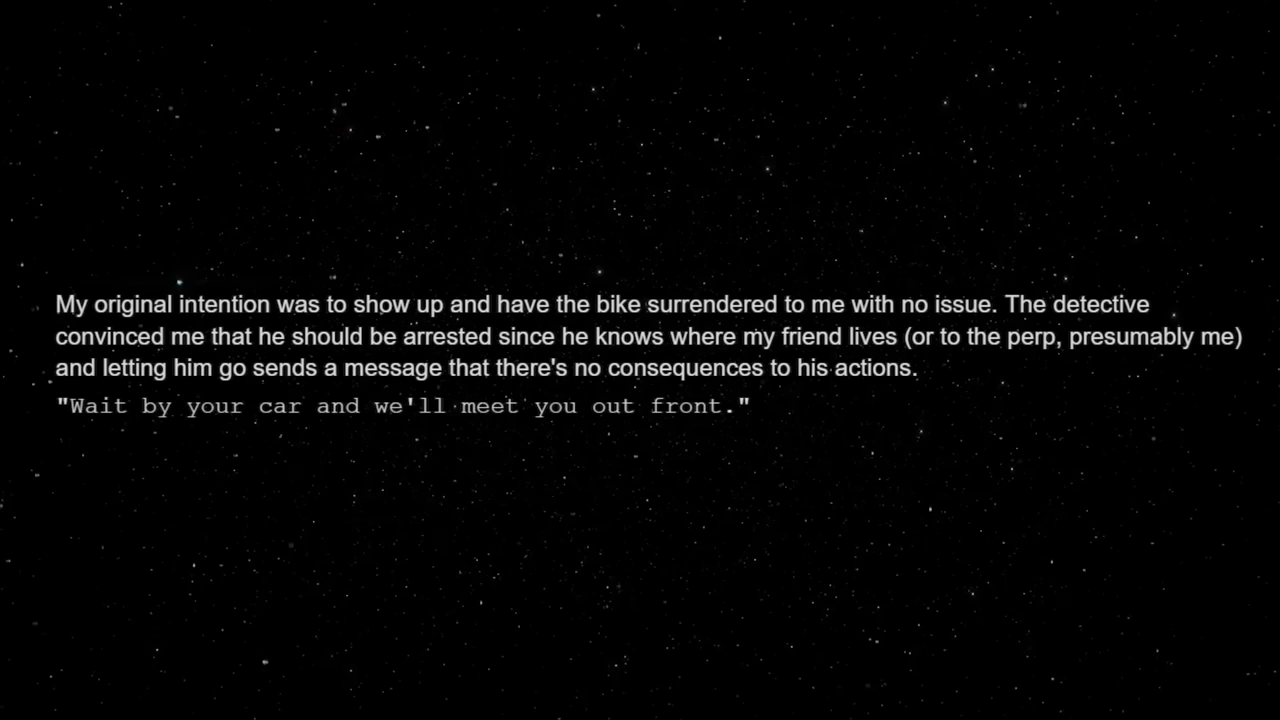 My original intention was to show up and have the bike surrendered to me with no issue. The detective
convinced me that he should be arrested since he knows where my friend lives (or to the perp, presumably me)
and letting him go sends a message that there's no consequences to his actions.
"Wait by your car and we'll meet you out front."